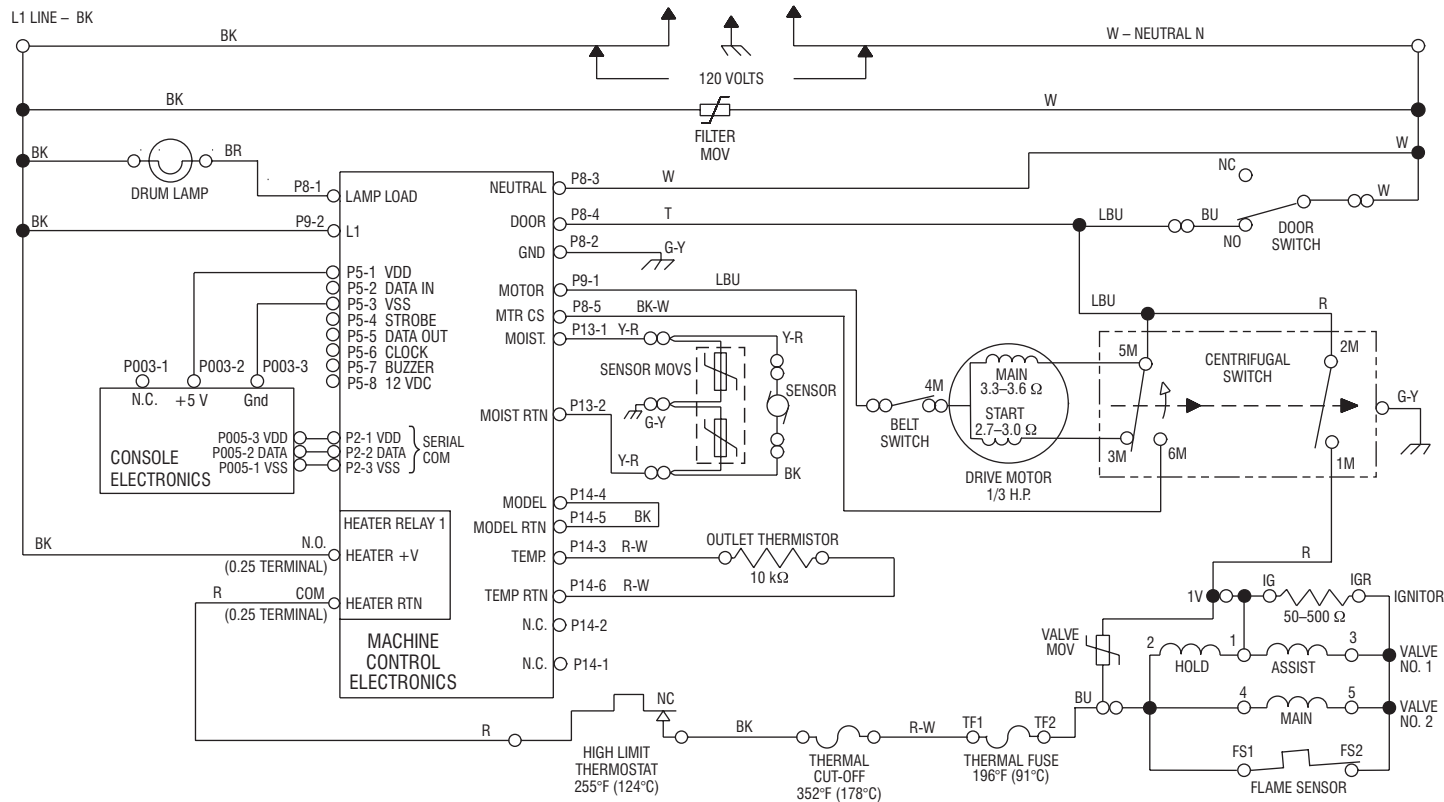 L1 LINE – BK
BK
W – NEUTRAL N
120 VOLTS
BK
W
FILTER
MOV
BK
BR
DRUM LAMP
P8-1
LAMP LOAD
BK
P9-2
L1
P5-1 VDD
P5-2 DATA IN
P5-3 VSS
P5-4 STROBE
P5-5 DATA OUT
P5-6 CLOCK
P5-7 BUZZER
P5-8 12 VDC
P003-1
P003-2
P003-3
N.C.
+5 V
Gnd
CONSOLE
ELECTRONICS
P005-3 VDD
P005-2 DATA
P005-1 VSS
P2-1 VDD
P2-2 DATA
P2-3 VSS
SERIAL
COM
HEATER RELAY 1
BK
N.O.
(0.25 TERMINAL)
HEATER +V
R
COM
(0.25 TERMINAL)
HEATER RTN
MACHINE
CONTROL
ELECTRONICS
NEUTRAL
P8-3
W
W
DOOR
P8-4
T
GND
P8-2
G-Y
MOTOR
P9-1
LBU
MTR CS
P8-5
BK-W
MOIST.
P13-1
Y-R
Y-R
SENSOR MOVS
SENSOR
G-Y
MOIST RTN
P13-2
Y-R
BK
MODEL
P14-4
MODEL RTN
P14-5
BK
TEMP.
P14-3
R-W
OUTLET THERMISTOR
10 kΩ
TEMP RTN
P14-6
R-W
N.C.
P14-2
N.C.
P14-1
NC
W
LBU
BU
NO
DOOR
SWITCH
LBU
R
5M
CENTRIFUGAL
SWITCH
2M
4M
MAIN
3.3–3.6 Ω
START
2.7–3.0 Ω
BELT
SWITCH
3M
6M
1M
G-Y
DRIVE MOTOR
1/3 H.P.
R
1V
IG
IGR
IGNITOR
50–500 Ω
VALVE
MOV
2
HOLD
1
ASSIST
3
VALVE
NO. 1
BU
4
MAIN
5
VALVE
NO. 2
FS1
FS2
FLAME SENSOR
R
NC
HIGH LIMIT
THERMOSTAT
255°F (124°C)
BK
THERMAL
CUT-OFF
352°F (178°C)
R-W
TF1
TF2
THERMAL FUSE
196°F (91°C)